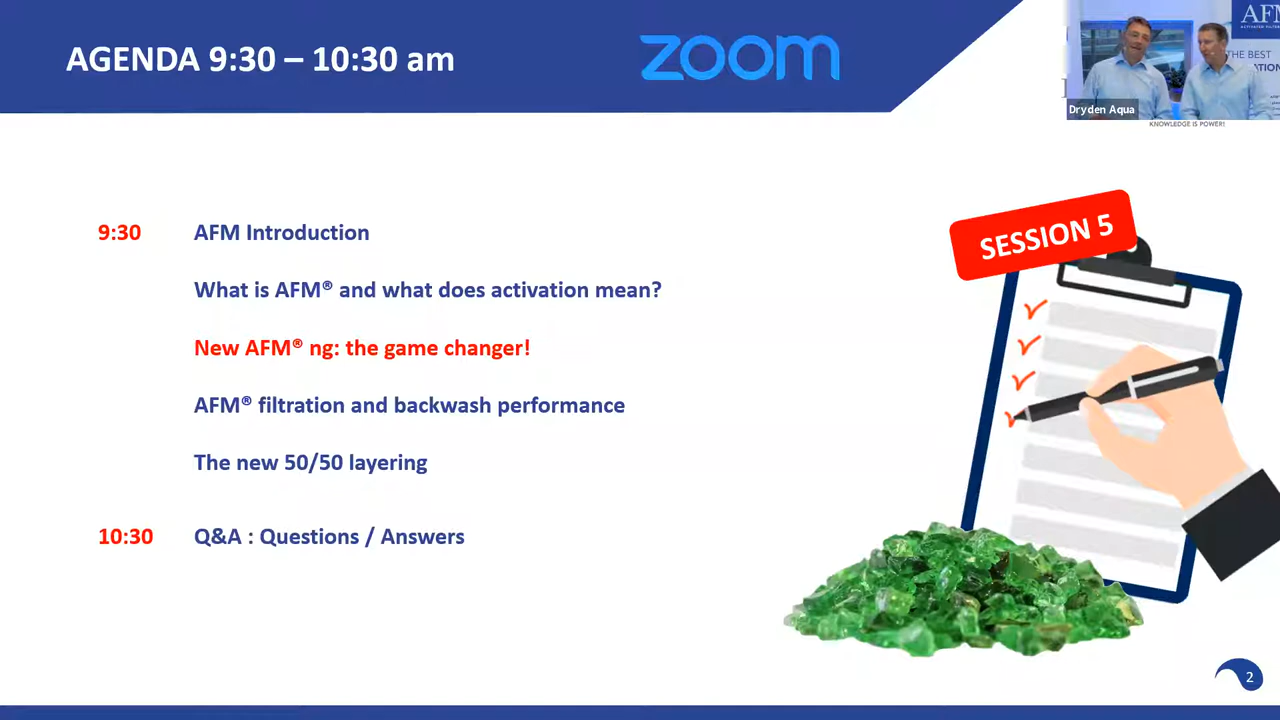 AGENDA 9:30 – 10:30 am
zoom
AFM
THE BEST
Dryden Aqua
KNOWLEDGE IS POWER!
SESSION 5
9:30 AFM Introduction
What is AFM® and what does activation mean?
New AFM® ng: the game changer!
AFM® filtration and backwash performance
The new 50/50 layering
10:30 Q&A : Questions / Answers
2